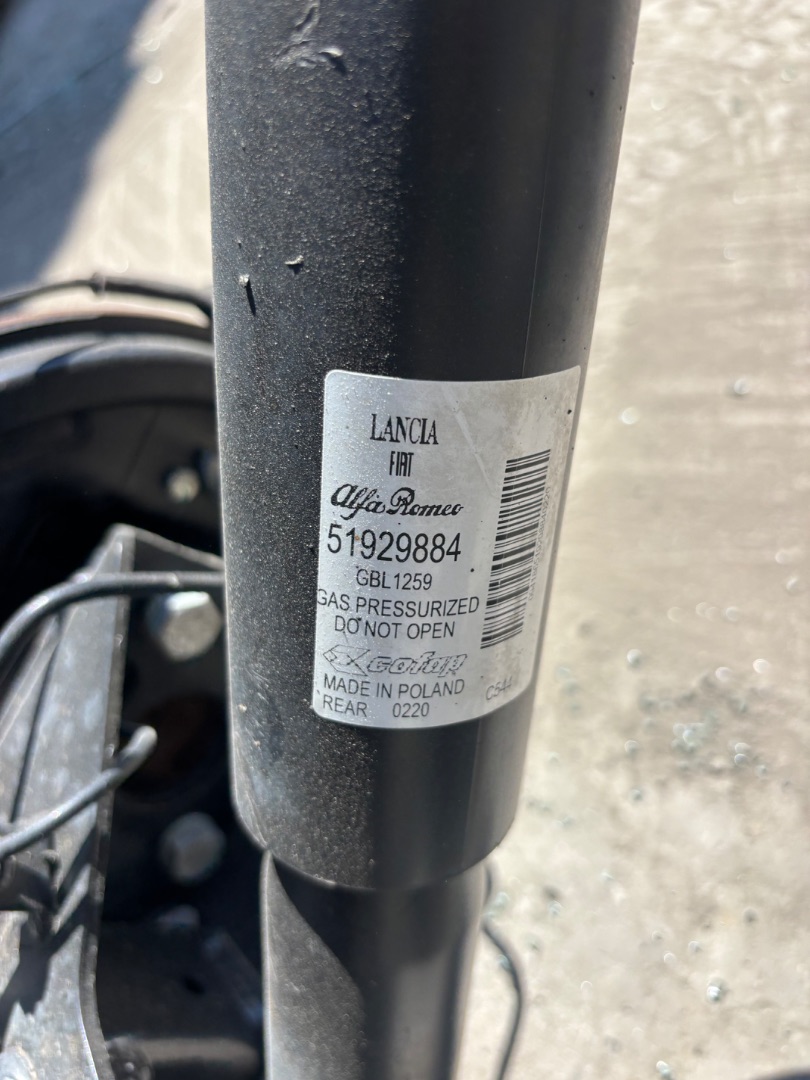 LANCIA
FIAT
Alfa Romeo
51929884
GBL1259
GAS PRESSURIZED
DO NOT OPEN
MADE IN POLAND
REAR 0220